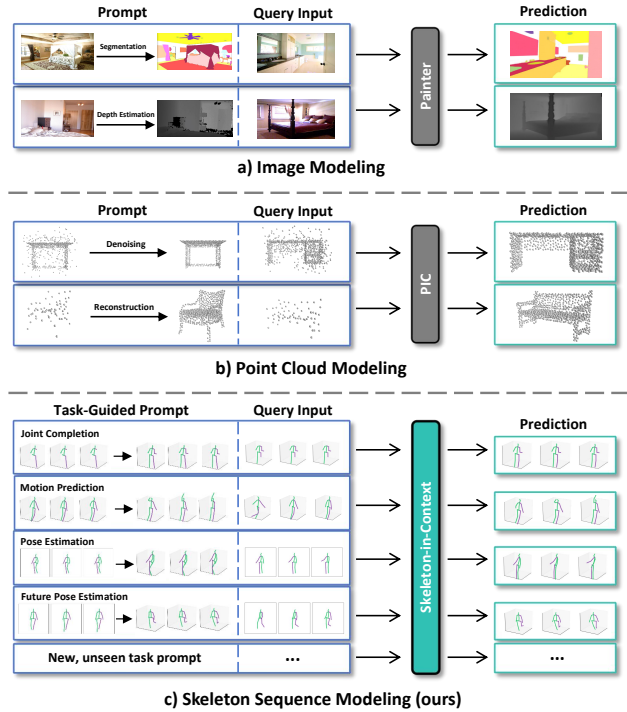 Prompt Query Input Prediction
Segmentation
Depth Estimation
Painter
a) Image Modeling
Prompt Query Input Prediction
Denoising
Reconstruction
PIC
b) Point Cloud Modeling
Task-Guided Prompt Query Input Prediction
Joint Completion
Motion Prediction
Pose Estimation
Future Pose Estimation
New, unseen task prompt ... ...
Skeleton-in-Context
c) Skeleton Sequence Modeling (ours)